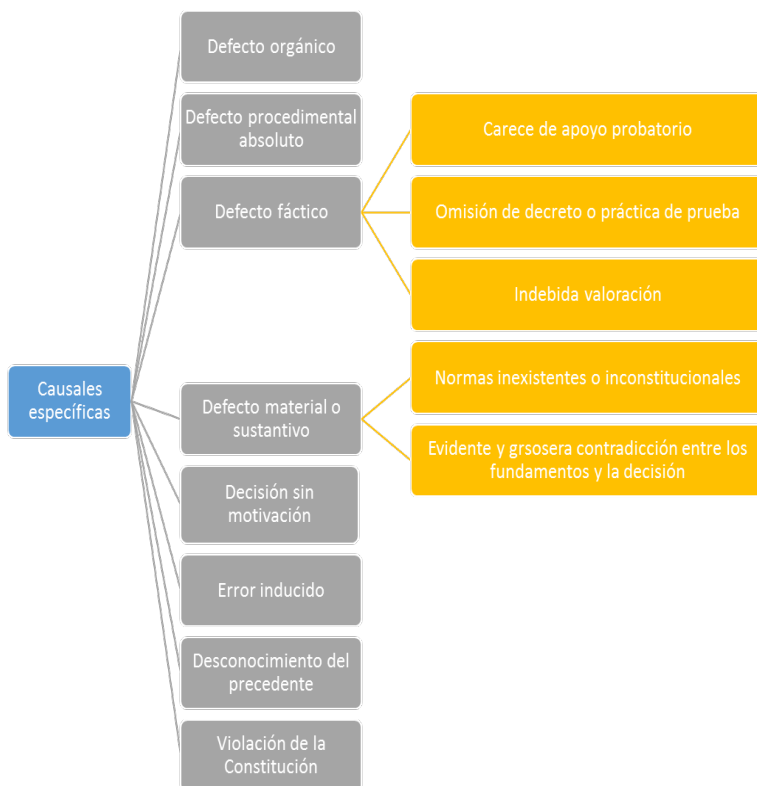 Causales
específicas
Defecto orgánico
Defecto procedimental
absoluto
Defecto fáctico
Carece de apoyo probatorio
Omisión de decreto o práctica de prueba
Indebida valoración
Defecto material o
sustantivo
Normas inexistentes o inconstitucionales
Evidente y grsosera contradicción entre los
fundamentos y la decisión
Decisión sin
motivación
Error inducido
Desconocimiento del
precedente
Violación de la
Constitución